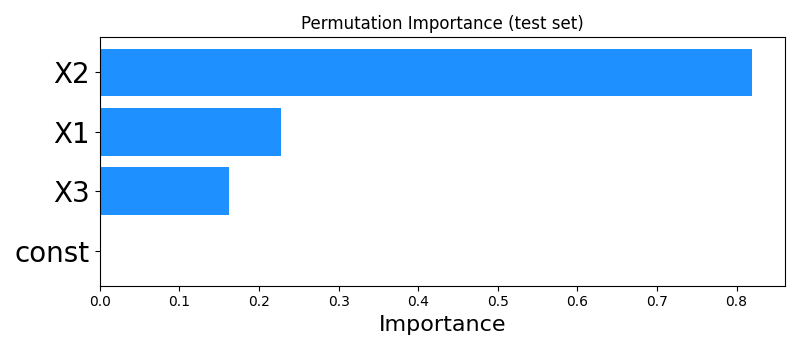 Permutation Importance (test set)
X2
X1
X3
const
0.0 0.1 0.2 0.3 0.4 0.5 0.6 0.7 0.8
Importance